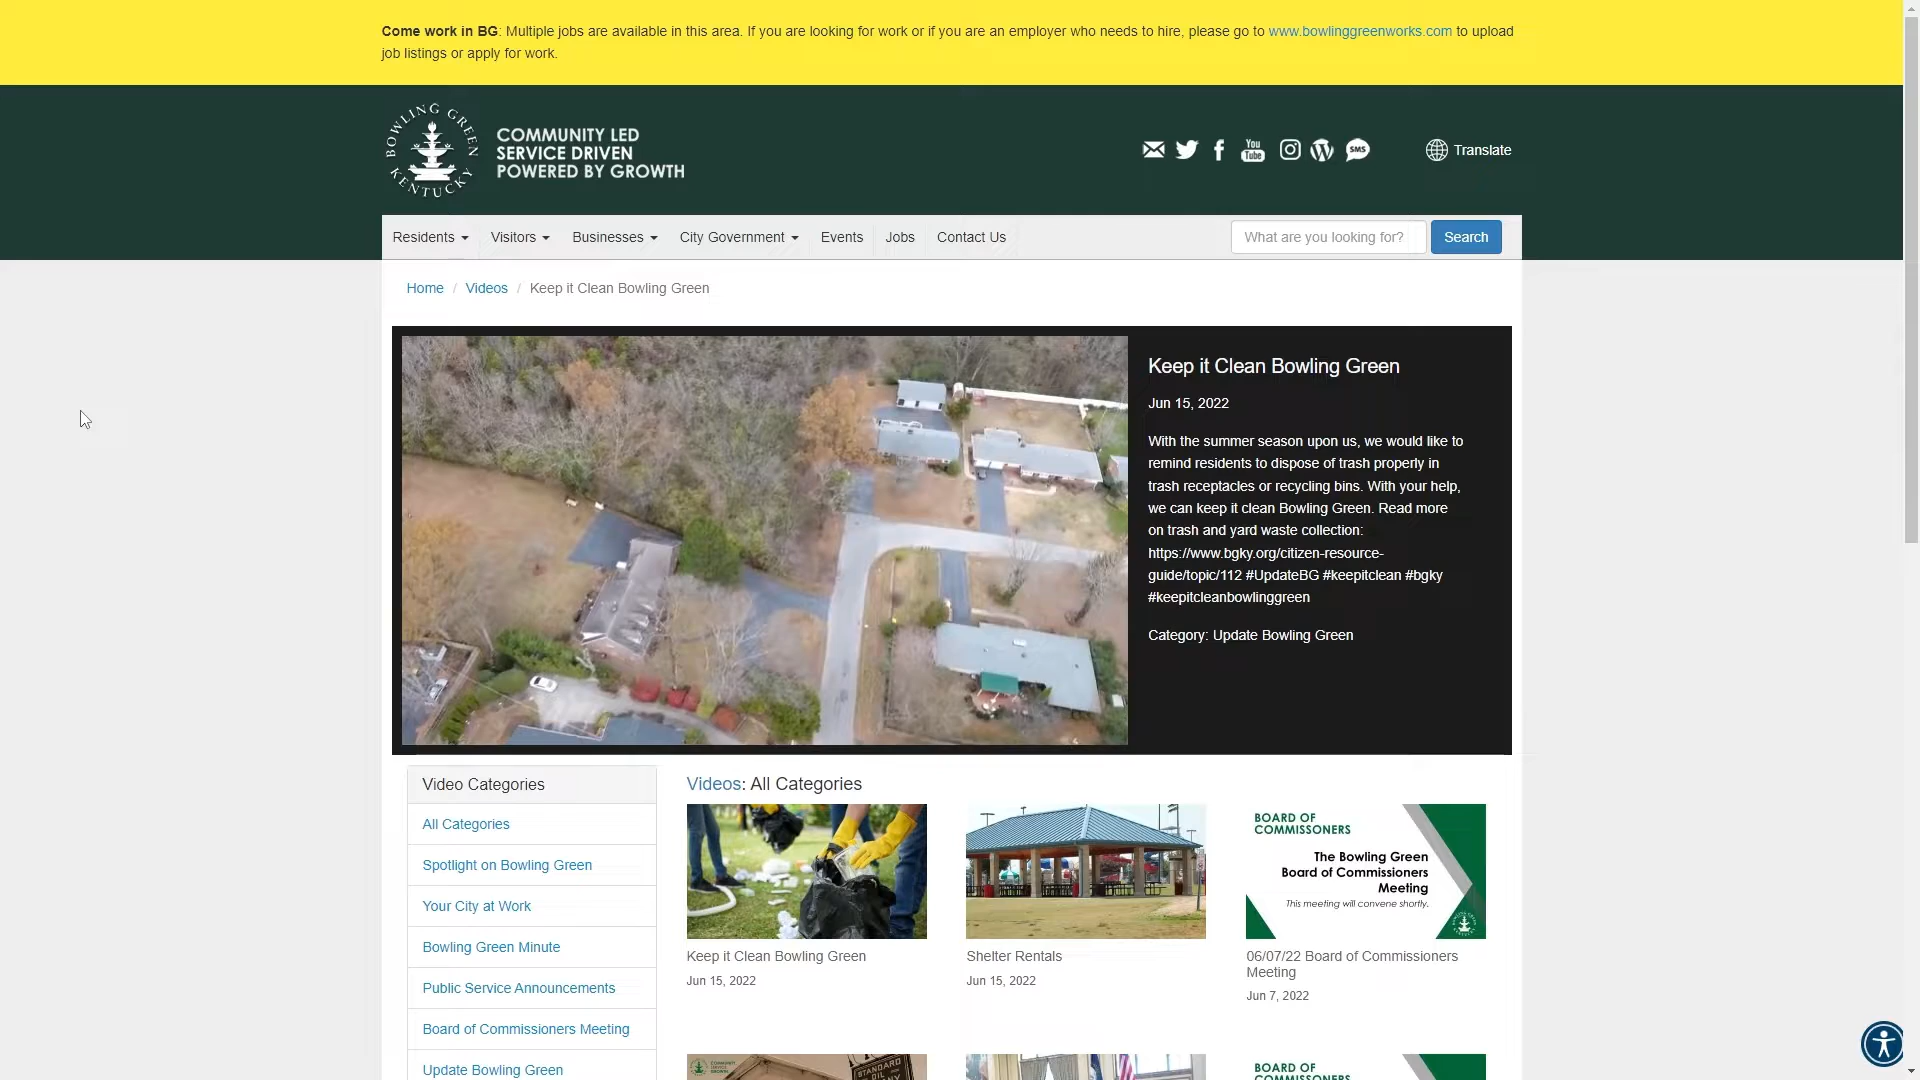 Come work in BG: Multiple jobs are available in this area. If you are looking for work or if you are an employer who needs to hire, please go to www.bowlinggreenworks.com to upload
job listings or apply for work.
BOWLING GREEN
KENTUCKY
COMMUNITY LED
SERVICE DRIVEN
POWERED BY GROWTH
You
Tube
SMS
Translate
Residents
Visitors
Businesses
City Government
Events
Jobs
Contact Us
What are you looking for?
Search
Home / Videos / Keep it Clean Bowling Green
Keep it Clean Bowling Green
Jun 15, 2022
With the summer season upon us, we would like to
remind residents to dispose of trash properly in
trash receptacles or recycling bins. With your help,
we can keep it clean Bowling Green. Read more
on trash and yard waste collection:
https://www.bgky.org/citizen-resource-
guide/topic/112 #UpdateBG #keepitclean #bgky
#keepitcleanbowlinggreen
Category: Update Bowling Green
Video Categories
All Categories
Spotlight on Bowling Green
Your City at Work
Bowling Green Minute
Public Service Announcements
Board of Commissioners Meeting
Update Bowling Green
Videos: All Categories
Keep it Clean Bowling Green
Jun 15, 2022
Shelter Rentals
Jun 15, 2022
BOARD OF
COMMISSIONERS
The Bowling Green
Board of Commissioners
Meeting
This meeting will convene shortly.
06/07/22 Board of Commissioners
Meeting
Jun 7, 2022
STANDARD
OIL
BOARD OF
COMMISSIONERS